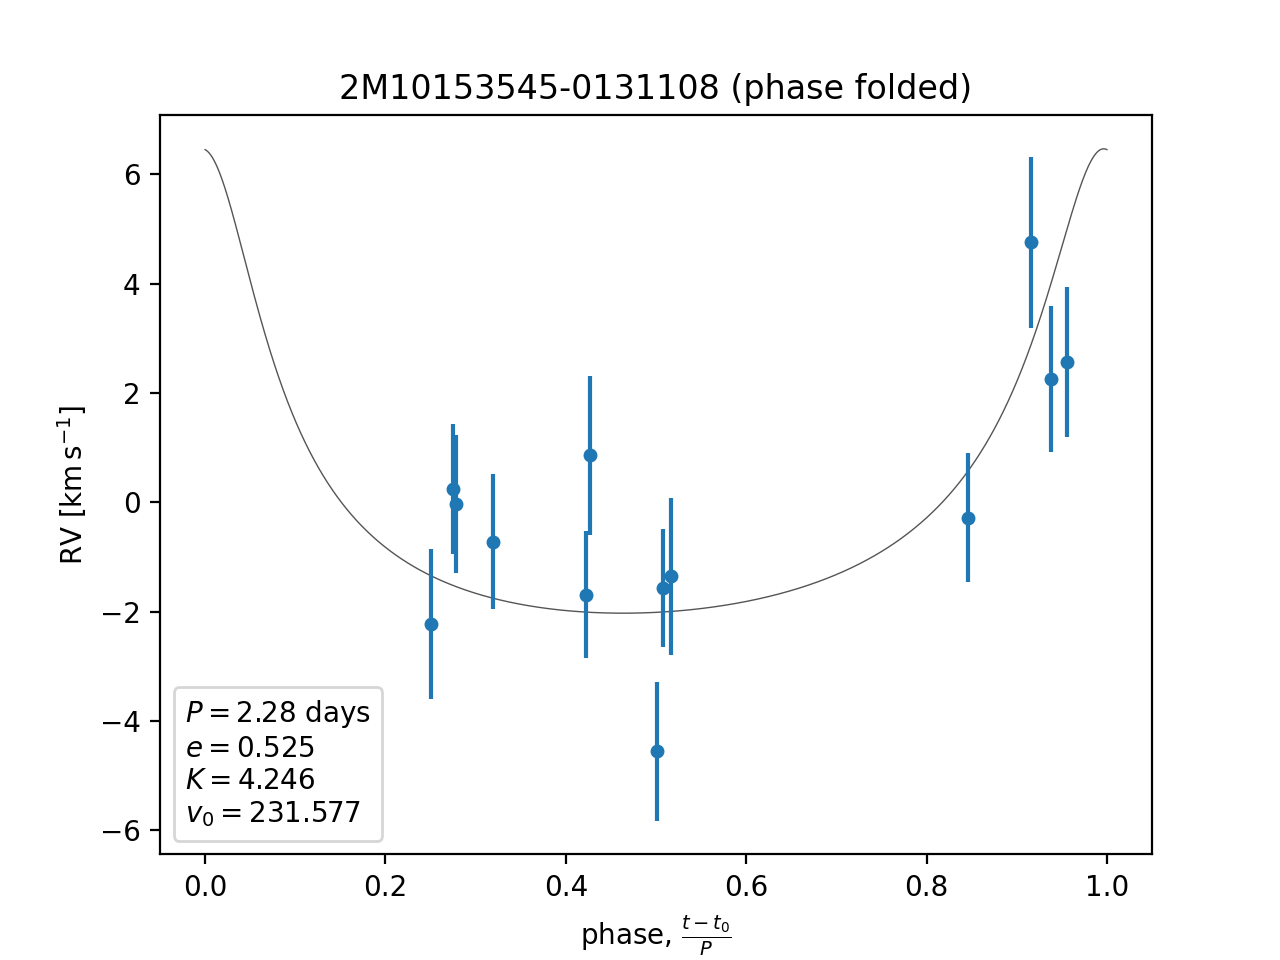 2M10153545-0131108 (phase folded)
RV [km s⁻¹]
6
4
2
0
−2
−4
−6
P = 2.28 days
e = 0.525
K = 4.246
v₀ = 231.577
0.0 0.2 0.4 0.6 0.8 1.0
phase, (t − t₀)/P